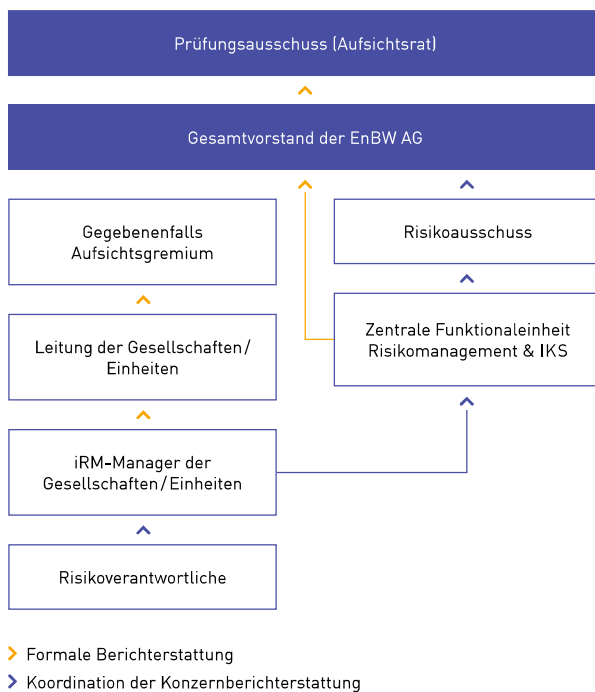 Prüfungsausschuss (Aufsichtsrat)
Gesamtvorstand der EnBW AG
Gegebenenfalls
Aufsichtsgremium
Risikoausschuss
Leitung der Gesellschaften/
Einheiten
Zentrale Funktionaleinheit
Risikomanagement & IKS
iRM-Manager der
Gesellschaften/Einheiten
Risikoverantwortliche
Formale Berichterstattung
Koordination der Konzernberichterstattung